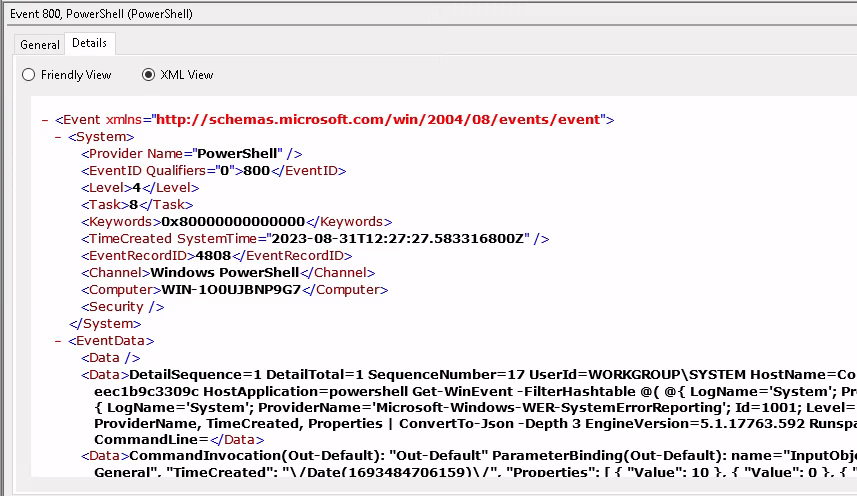 Event 800, PowerShell (PowerShell)
General Details
Friendly View XML View
- <Event xmlns="http://schemas.microsoft.com/win/2004/08/events/event">
- <System>
<Provider Name="PowerShell" />
<EventID Qualifiers="0">800</EventID>
<Level>4</Level>
<Task>8</Task>
<Keywords>0x80000000000000</Keywords>
<TimeCreated SystemTime="2023-08-31T12:27:27.583316800Z" />
<EventRecordID>4808</EventRecordID>
<Channel>Windows PowerShell</Channel>
<Computer>WIN-1O0UJBNP9G7</Computer>
<Security />
</System>
- <EventData>
<Data />
<Data>DetailSequence=1 DetailTotal=1 SequenceNumber=17 UserId=WORKGROUP\SYSTEM HostName=Co
eec1b9c3309c HostApplication=powershell Get-WinEvent -FilterHashtable @( @{ LogName='System'; Pr
{ LogName='System'; ProviderName='Microsoft-Windows-WER-SystemErrorReporting'; Id=1001; Level=
ProviderName, TimeCreated, Properties | ConvertTo-Json -Depth 3 EngineVersion=5.1.17763.592 Runspa
CommandLine=</Data>
<Data>CommandInvocation(Out-Default): "Out-Default" ParameterBinding(Out-Default): name="InputObje
General", "TimeCreated": "\/Date(1693484706159)\/", "Properties": [ { "Value": 10 }, { "Value": 0 }, { "